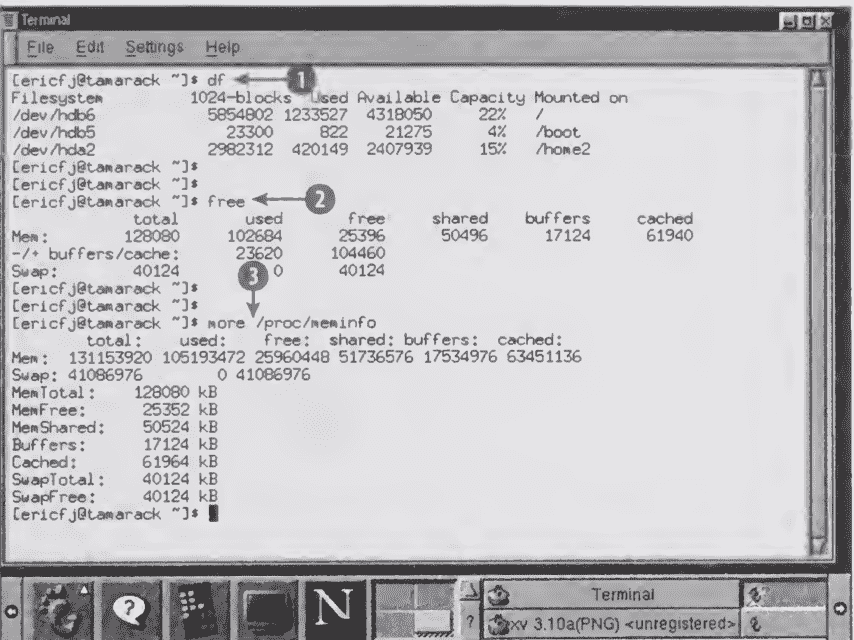 Terminal
File Edit Settings Help
[ericfj@tamarack ~]$ df
1
Filesystem 1024-blocks Used Available Capacity Mounted on
/dev/hdb6 5854802 1233527 4318050 22% /
/dev/hdb5 23300 822 21275 4% /boot
/dev/hda2 2982312 420149 2407939 15% /home2
[ericfj@tamarack ~]$
[ericfj@tamarack ~]$
[ericfj@tamarack ~]$ free
2
total used free shared buffers cached
Mem: 128080 102684 25396 50496 17124 61940
-/+ buffers/cache: 23620 104460
Swap: 40124 0 40124
3
[ericfj@tamarack ~]$
[ericfj@tamarack ~]$
[ericfj@tamarack ~]$ more /proc/meminfo
total: used: free: shared: buffers: cached:
Mem: 131153920 105193472 25960448 51736576 17534976 63451136
Swap: 41086976 0 41086976
MemTotal: 128080 kB
MemFree: 25352 kB
MemShared: 50524 kB
Buffers: 17124 kB
Cached: 61964 kB
SwapTotal: 40124 kB
SwapFree: 40124 kB
[ericfj@tamarack ~]$
?
N
?
Terminal
xv 3.10a(PNG) <unregistered>